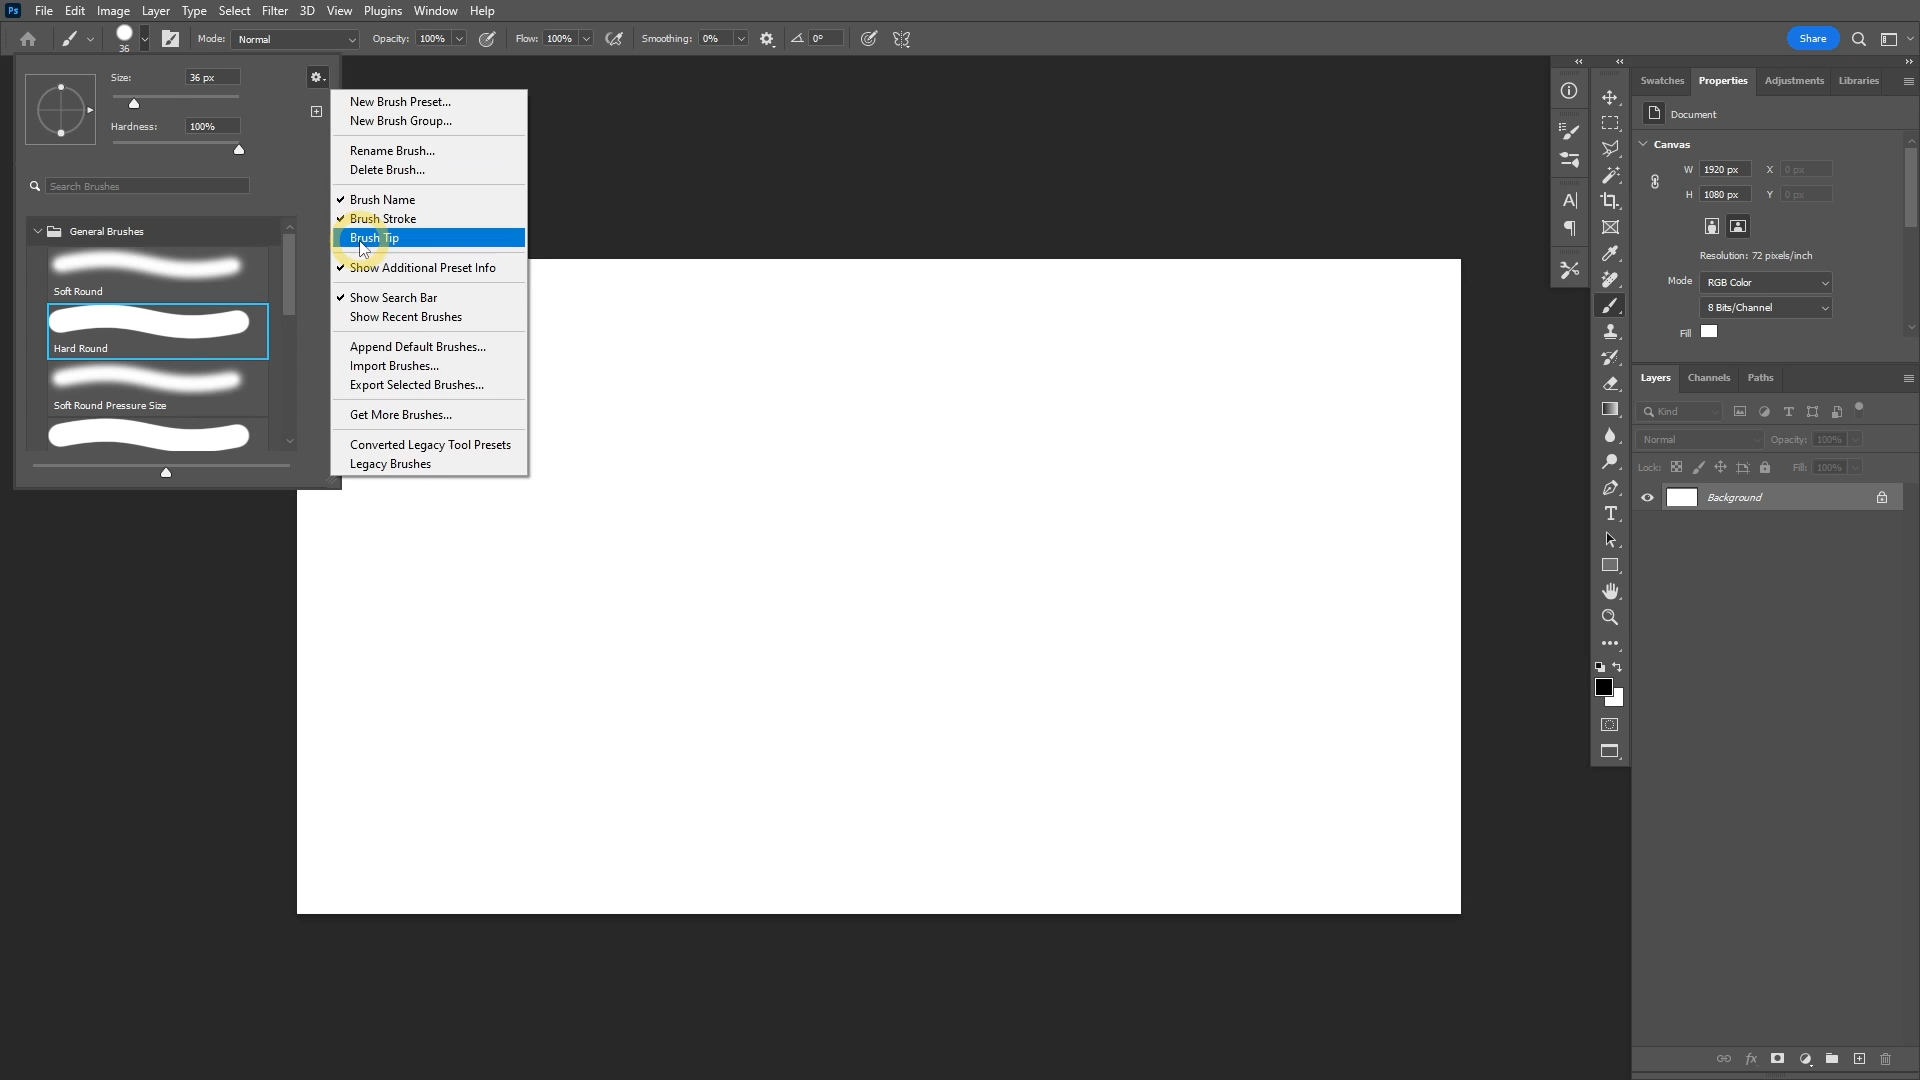 Ps File Edit Image Layer Type Select Filter 3D View Plugins Window Help
36 Mode: Normal Opacity: 100% Flow: 100% Smoothing: 0% 0° Share
Size: 36 px
Hardness: 100%
Search Brushes
General Brushes
Soft Round
Hard Round
Soft Round Pressure Size
New Brush Preset...
New Brush Group...
Rename Brush...
Delete Brush...
Brush Name
Brush Stroke
Brush Tip
Show Additional Preset Info
Show Search Bar
Show Recent Brushes
Append Default Brushes...
Import Brushes...
Export Selected Brushes...
Get More Brushes...
Converted Legacy Tool Presets
Legacy Brushes
Swatches Properties Adjustments Libraries
Document
Canvas
W 1920 px X 0 px
H 1080 px Y 0 px
Resolution: 72 pixels/inch
Mode RGB Color
8 Bits/Channel
Fill
Layers Channels Paths
Kind
Normal Opacity: 100%
Lock: Fill: 100%
Background